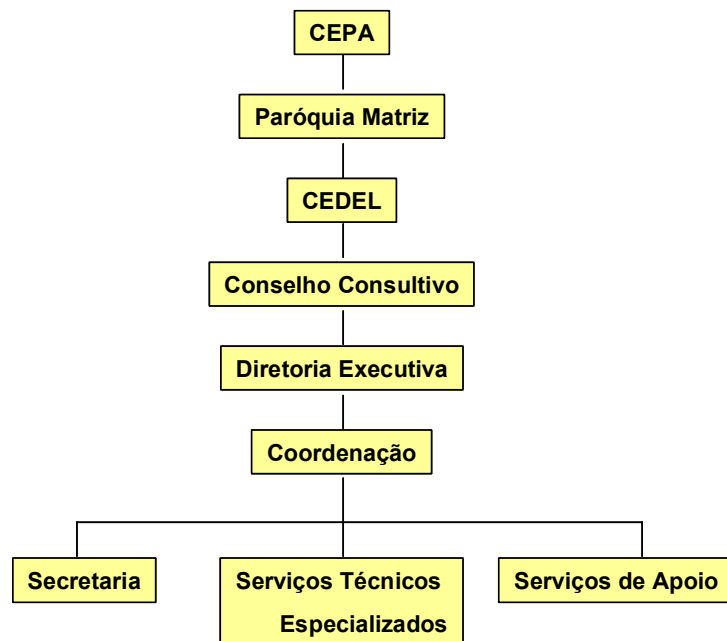 CEPA
Paróquia Matriz
CEDEL
Conselho Consultivo
Diretoria Executiva
Coordenação
Secretaria
Serviços Técnicos
Especializados
Serviços de Apoio